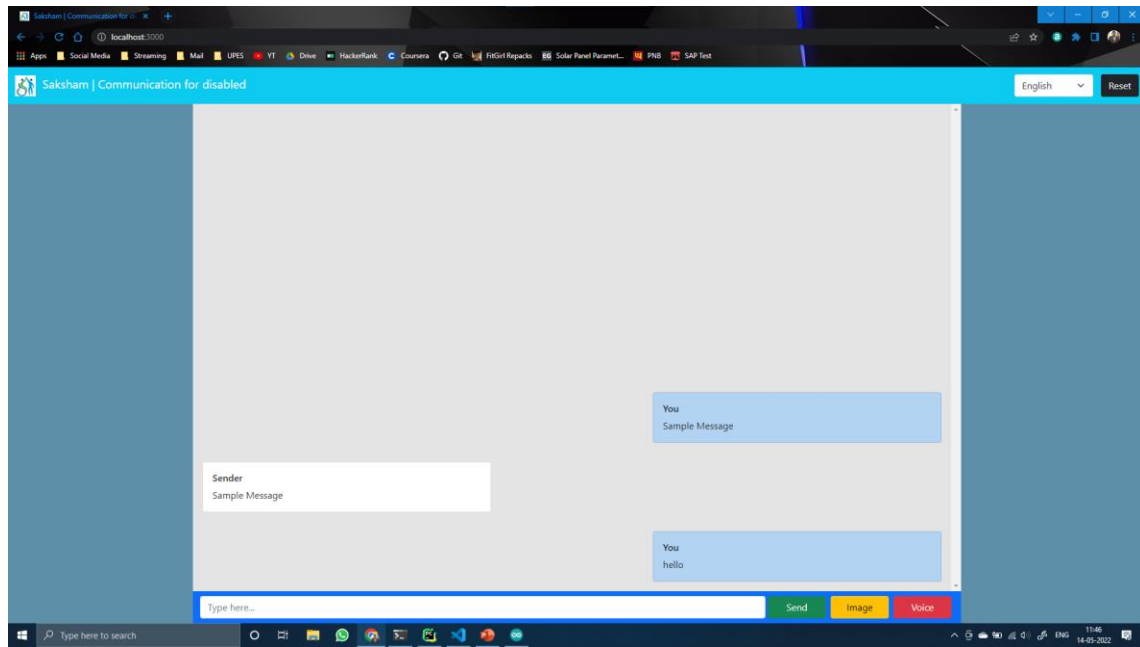 Saksham | Communication for d
localhost:3000
Apps Social Media Streaming Mail UPES YT Drive HackerRank Coursera Git FitGirl Repacks Solar Panel Paramet... PNB SAP Test
Saksham | Communication for disabled
English Reset
You
Sample Message
Sender
Sample Message
You
hello
Type here... Send Image Voice
Type here to search ENG 11:46
14-05-2022